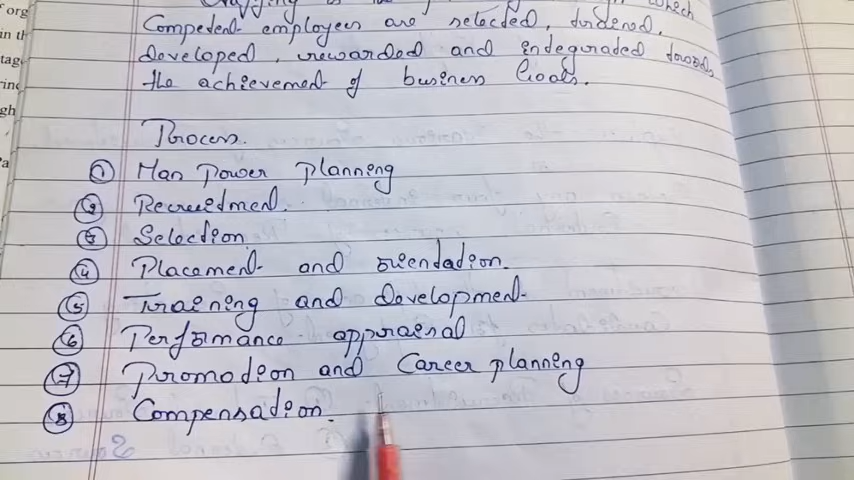 which
Competent employees are selected, trained,
developed, rewarded and integrated towards
the achievement of business Goals.
Process.
① Man Power Planning
② Recruitment.
③ Selection.
④ Placement and orientation.
⑤ Training and development
⑥ Performance appraisal
⑦ Promotion and Career planning
⑧ Compensation.